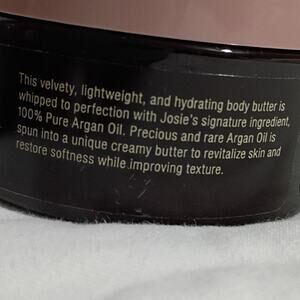 This velvety, lightweight, and hydrating body butter is
whipped to perfection with Josie's signature ingredient,
100% Pure Argan Oil. Precious and rare Argan Oil is
spun into a unique creamy butter to revitalize skin and
restore softness while improving texture.